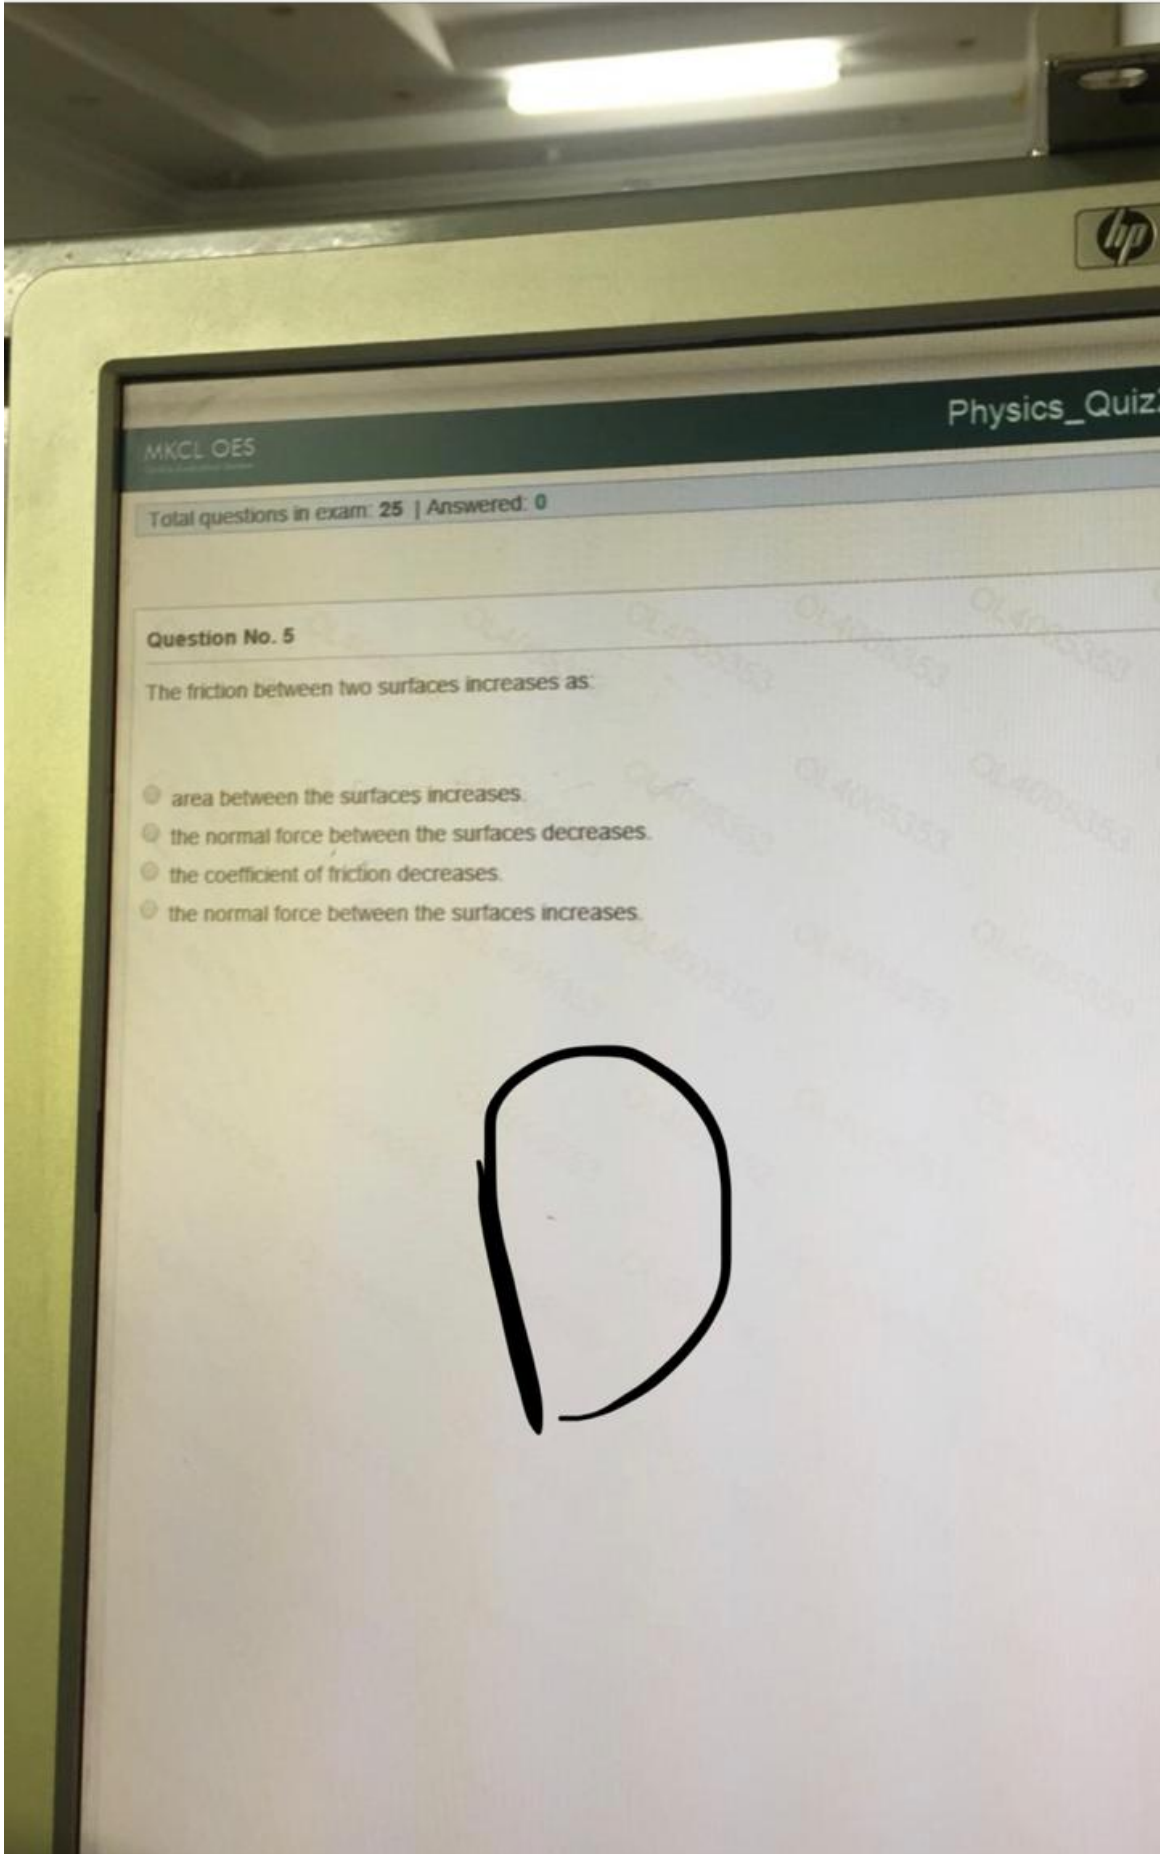 hp
Physics_Quiz
MKCL OES
Total questions in exam: 25 | Answered: 0
Question No. 5
The friction between two surfaces increases as:
area between the surfaces increases.
the normal force between the surfaces decreases.
the coefficient of friction decreases.
the normal force between the surfaces increases.
D